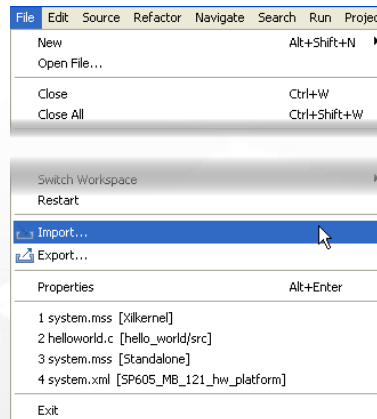 File Edit Source Refactor Navigate Search Run Projec
New Alt+Shift+N
Open File...
Close Ctrl+W
Close All Ctrl+Shift+W
Switch Workspace
Restart
Import...
Export...
Properties Alt+Enter
1 system.mss [Xilkernel]
2 helloworld.c [hello_world/src]
3 system.mss [Standalone]
4 system.xml [SP605_MB_121_hw_platform]
Exit